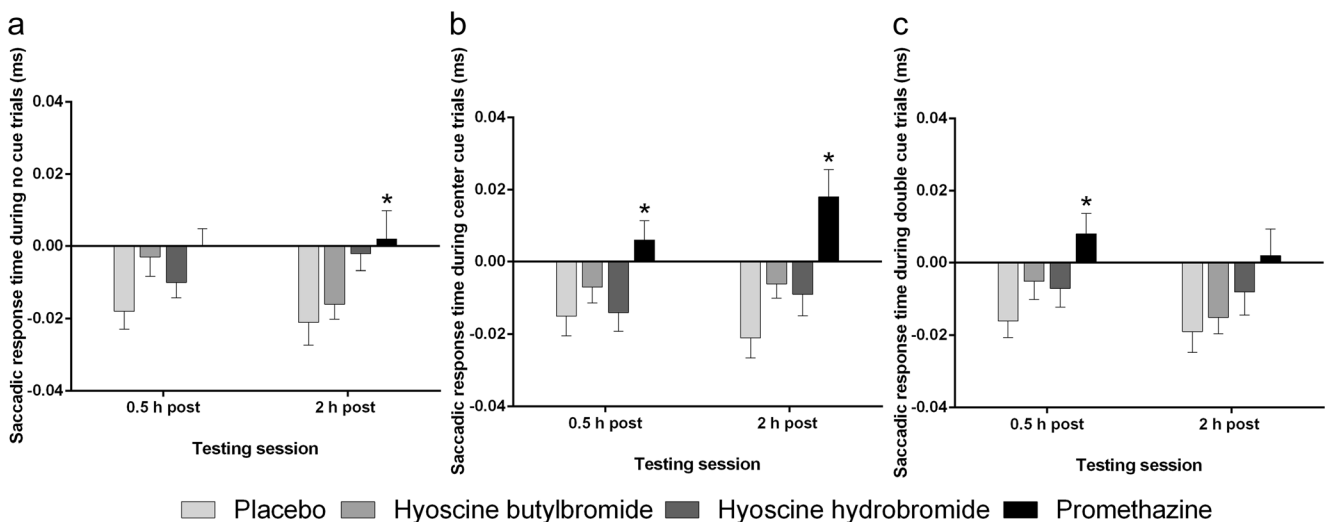 a
Saccadic response time during no cue trials (ms)
0.04
0.02
0.00
-0.02
-0.04
*
0.5 h post
2 h post
Testing session
b
Saccadic response time during center cue trials (ms)
0.04
0.02
0.00
-0.02
-0.04
*
*
0.5 h post
2 h post
Testing session
c
Saccadic response time during double cue trials (ms)
0.04
0.02
0.00
-0.02
-0.04
*
0.5 h post
2 h post
Testing session
Placebo Hyoscine butylbromide Hyoscine hydrobromide Promethazine